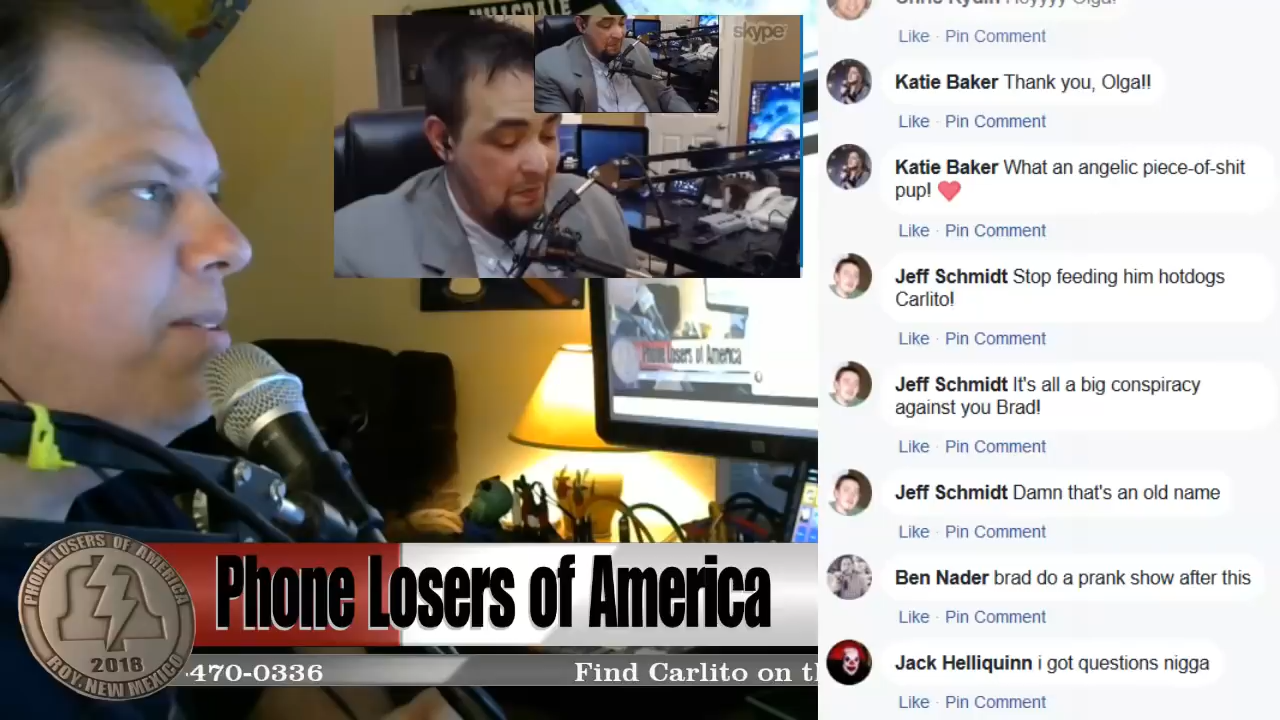 HILLSDALE
skype
Phone Losers of America
PHONE LOSERS OF AMERICA
2018
ROY, NEW MEXICO
Phone Losers of America
-470-0336
Find Carlito on th
Like · Pin Comment
Katie Baker Thank you, Olga!!
Like · Pin Comment
Katie Baker What an angelic piece-of-shit
pup! ❤
Like · Pin Comment
Jeff Schmidt Stop feeding him hotdogs
Carlito!
Like · Pin Comment
Jeff Schmidt It's all a big conspiracy
against you Brad!
Like · Pin Comment
Jeff Schmidt Damn that's an old name
Like · Pin Comment
Ben Nader brad do a prank show after this
Like · Pin Comment
Jack Helliquinn i got questions nigga
Like · Pin Comment